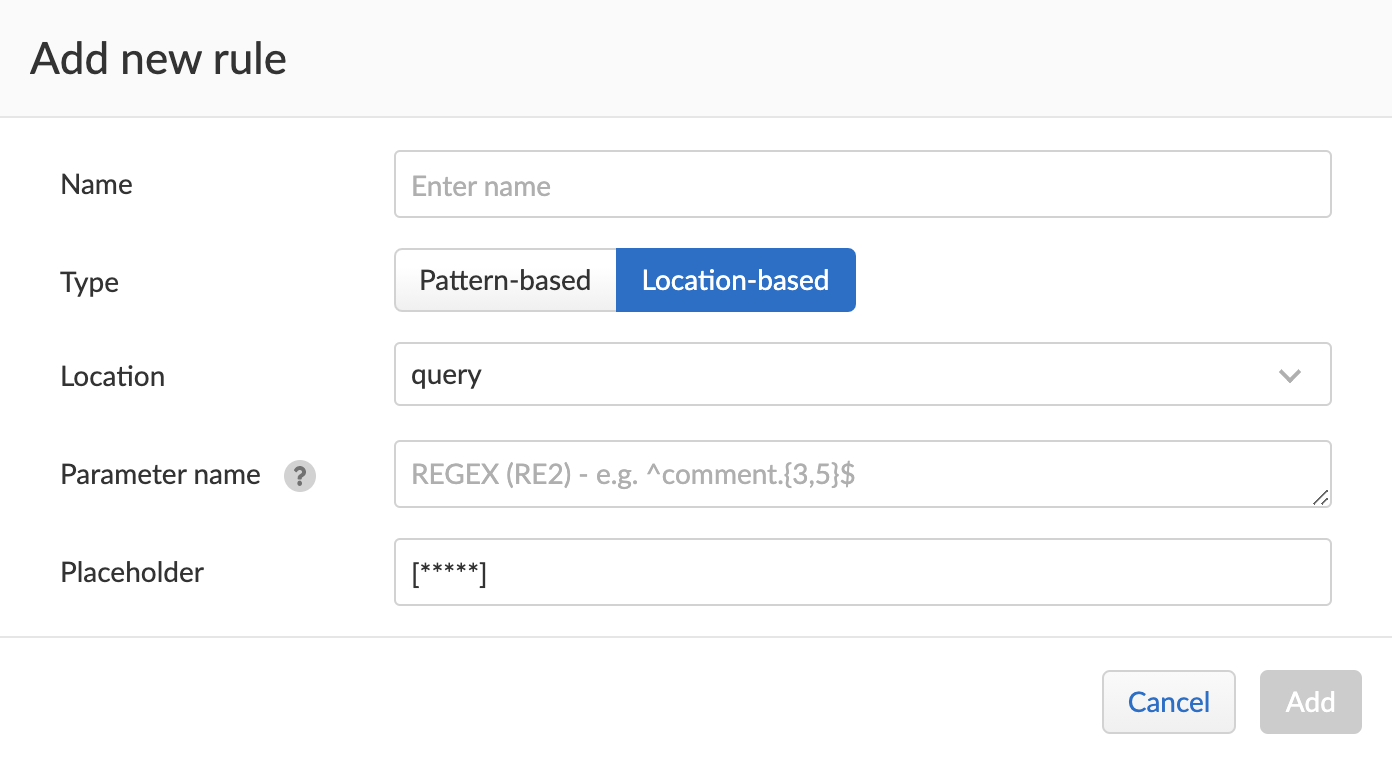 Add new rule
Name
Enter name
Type
Pattern-based
Location-based
Location
query
Parameter name
?
REGEX (RE2) - e.g. ^comment.{3,5}$
Placeholder
[*****]
Cancel
Add